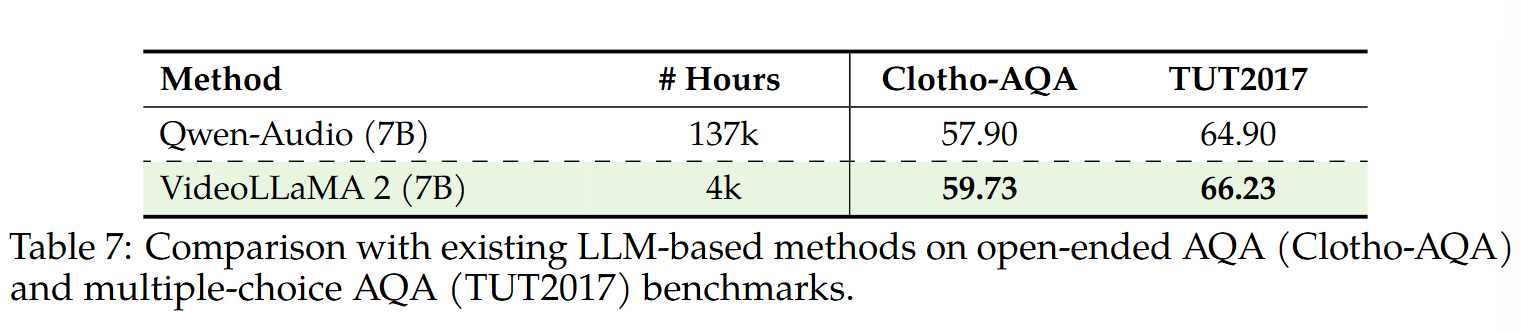 Method # Hours Clotho-AQA TUT2017
Qwen-Audio (7B) 137k 57.90 64.90
VideoLLaMA 2 (7B) 4k 59.73 66.23
Table 7: Comparison with existing LLM-based methods on open-ended AQA (Clotho-AQA)
and multiple-choice AQA (TUT2017) benchmarks.